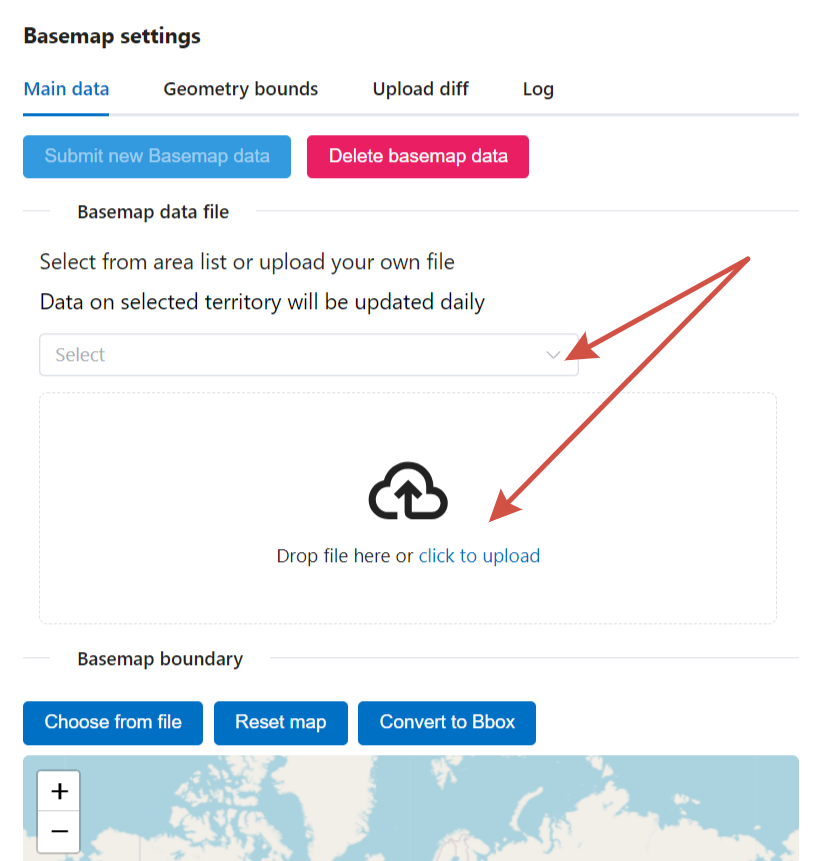 Basemap settings
Main data Geometry bounds Upload diff Log
Submit new Basemap data Delete basemap data
Basemap data file
Select from area list or upload your own file
Data on selected territory will be updated daily
Select
Drop file here or click to upload
Basemap boundary
Choose from file Reset map Convert to Bbox
+
−